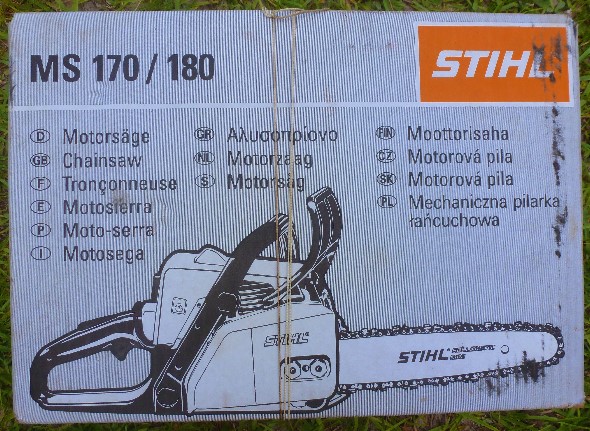 MS 170 / 180
STIHL
D Motorsäge
GB Chainsaw
F Tronçonneuse
E Motosierra
P Moto-serra
I Motosega
GR Αλυσοπρίονο
NL Motorzaag
S Motorsåg
FIN Moottorisaha
CZ Motorová pila
SK Motorová pila
PL Mechaniczna pilarka
łańcuchowa
STIHL
STIHL